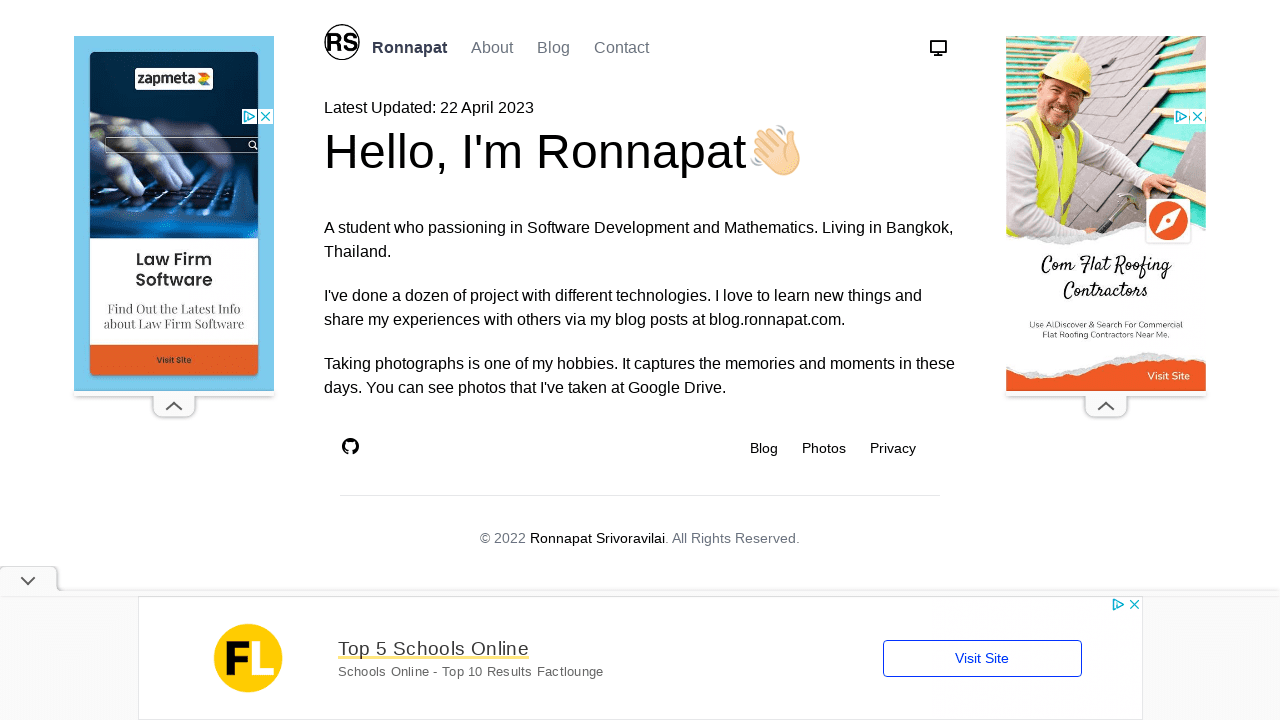 RS
Ronnapat
About
Blog
Contact
Latest Updated: 22 April 2023
Hello, I'm Ronnapat👋🏼
A student who passioning in Software Development and Mathematics. Living in Bangkok,
Thailand.
I've done a dozen of project with different technologies. I love to learn new things and
share my experiences with others via my blog posts at blog.ronnapat.com.
Taking photographs is one of my hobbies. It captures the memories and moments in these
days. You can see photos that I've taken at Google Drive.
Blog
Photos
Privacy
© 2022 Ronnapat Srivoravilai. All Rights Reserved.
zapmeta
Law Firm
Software
Find Out the Latest Info
about Law Firm Software
Visit Site
Com Flat Roofing
Contractors
Use AIDiscover & Search For Commercial
Flat Roofing Contractors Near Me.
Visit Site
FL
Top 5 Schools Online
Schools Online - Top 10 Results Factlounge
Visit Site